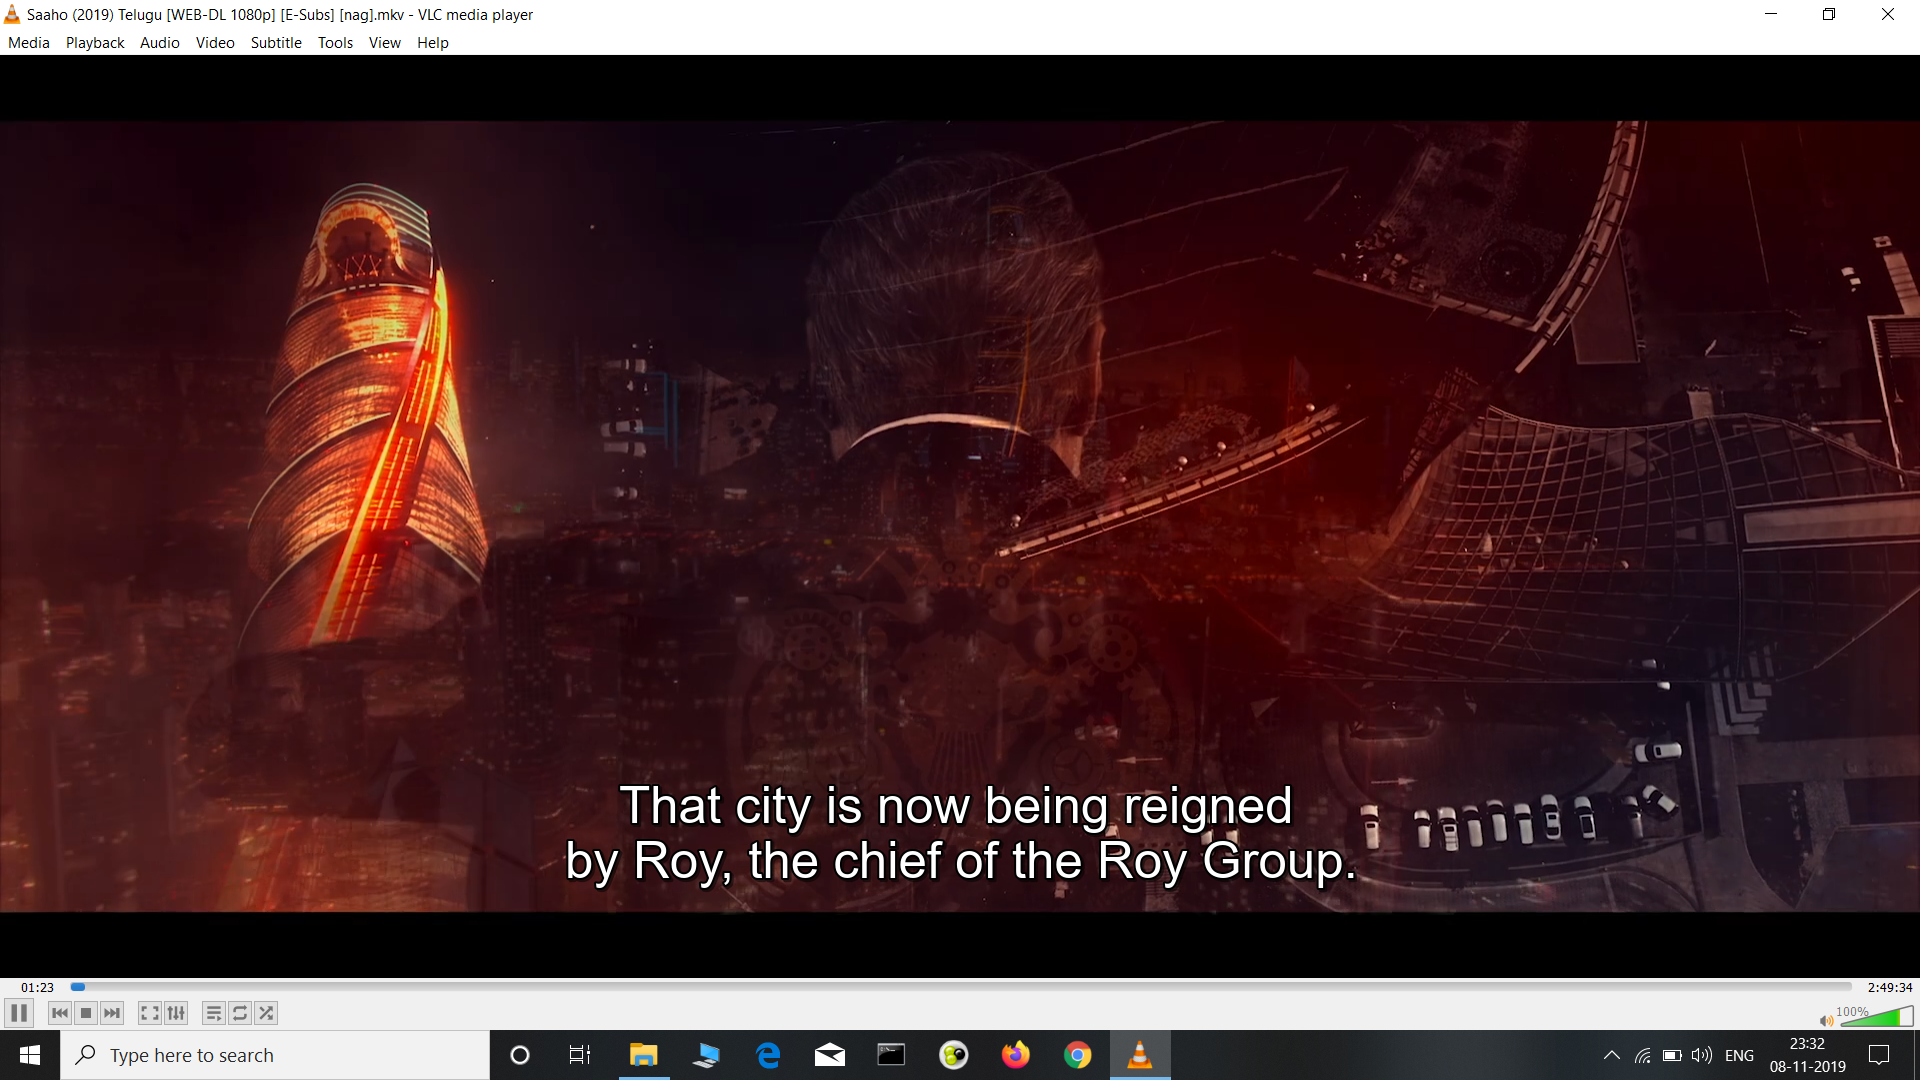 Saaho (2019) Telugu [WEB-DL 1080p] [E-Subs] [nag].mkv - VLC media player
Media Playback Audio Video Subtitle Tools View Help
That city is now being reigned
by Roy, the chief of the Roy Group.
01:23 2:49:34
100%
Type here to search
ENG
23:32
08-11-2019